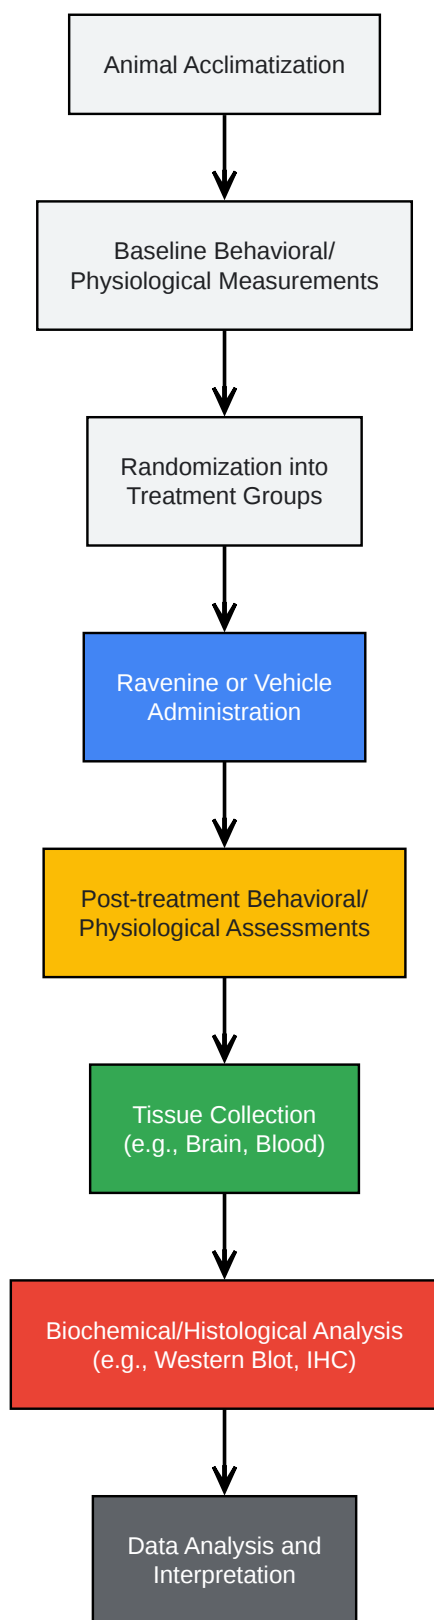 Animal Acclimatization
Baseline Behavioral/
Physiological Measurements
Randomization into
Treatment Groups
Ravenine or Vehicle
Administration
Post-treatment Behavioral/
Physiological Assessments
Tissue Collection
(e.g., Brain, Blood)
Biochemical/Histological Analysis
(e.g., Western Blot, IHC)
Data Analysis and
Interpretation